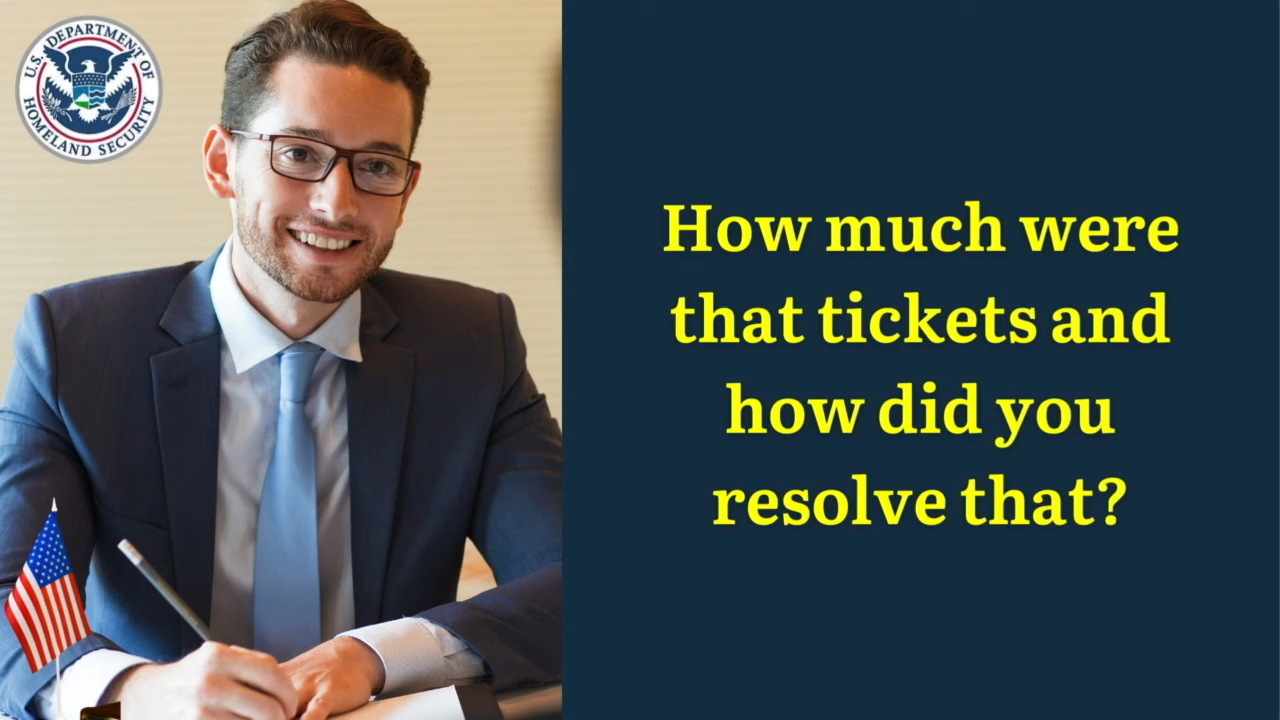 U.S. DEPARTMENT OF
HOMELAND SECURITY
How much were
that tickets and
how did you
resolve that?